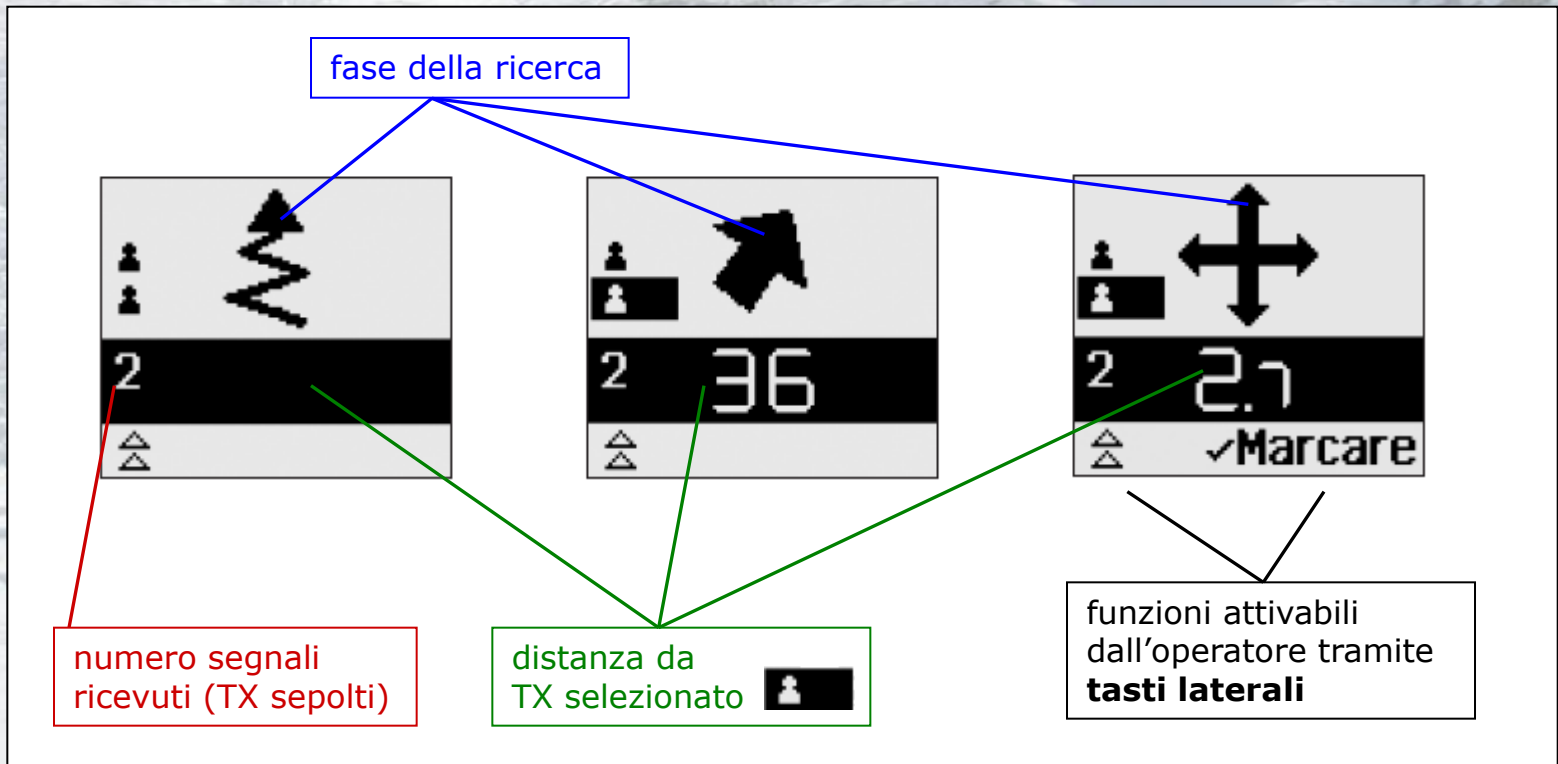 fase della ricerca
2
36
2
2.7
2
✓Marcare
numero segnali
ricevuti (TX sepolti)
distanza da
TX selezionato
funzioni attivabili
dall’operatore tramite
tasti laterali